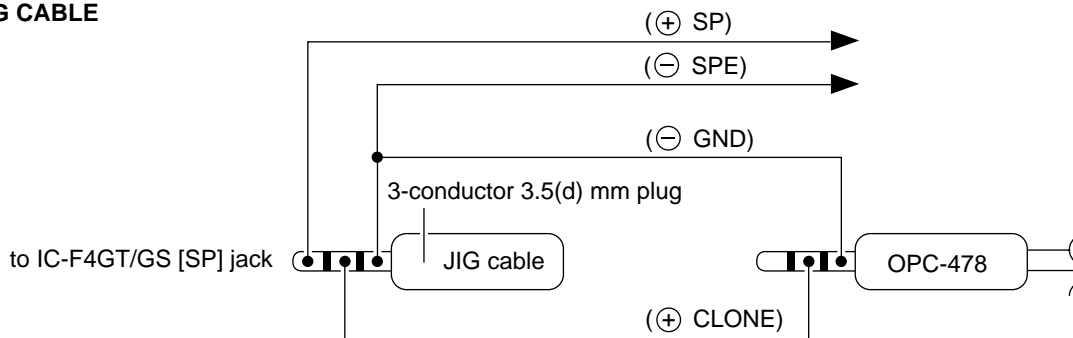 G CABLE
(⊕ SP)
(⊖ SPE)
(⊖ GND)
3-conductor 3.5(d) mm plug
to IC-F4GT/GS [SP] jack
JIG cable
OPC-478
(⊕ CLONE)